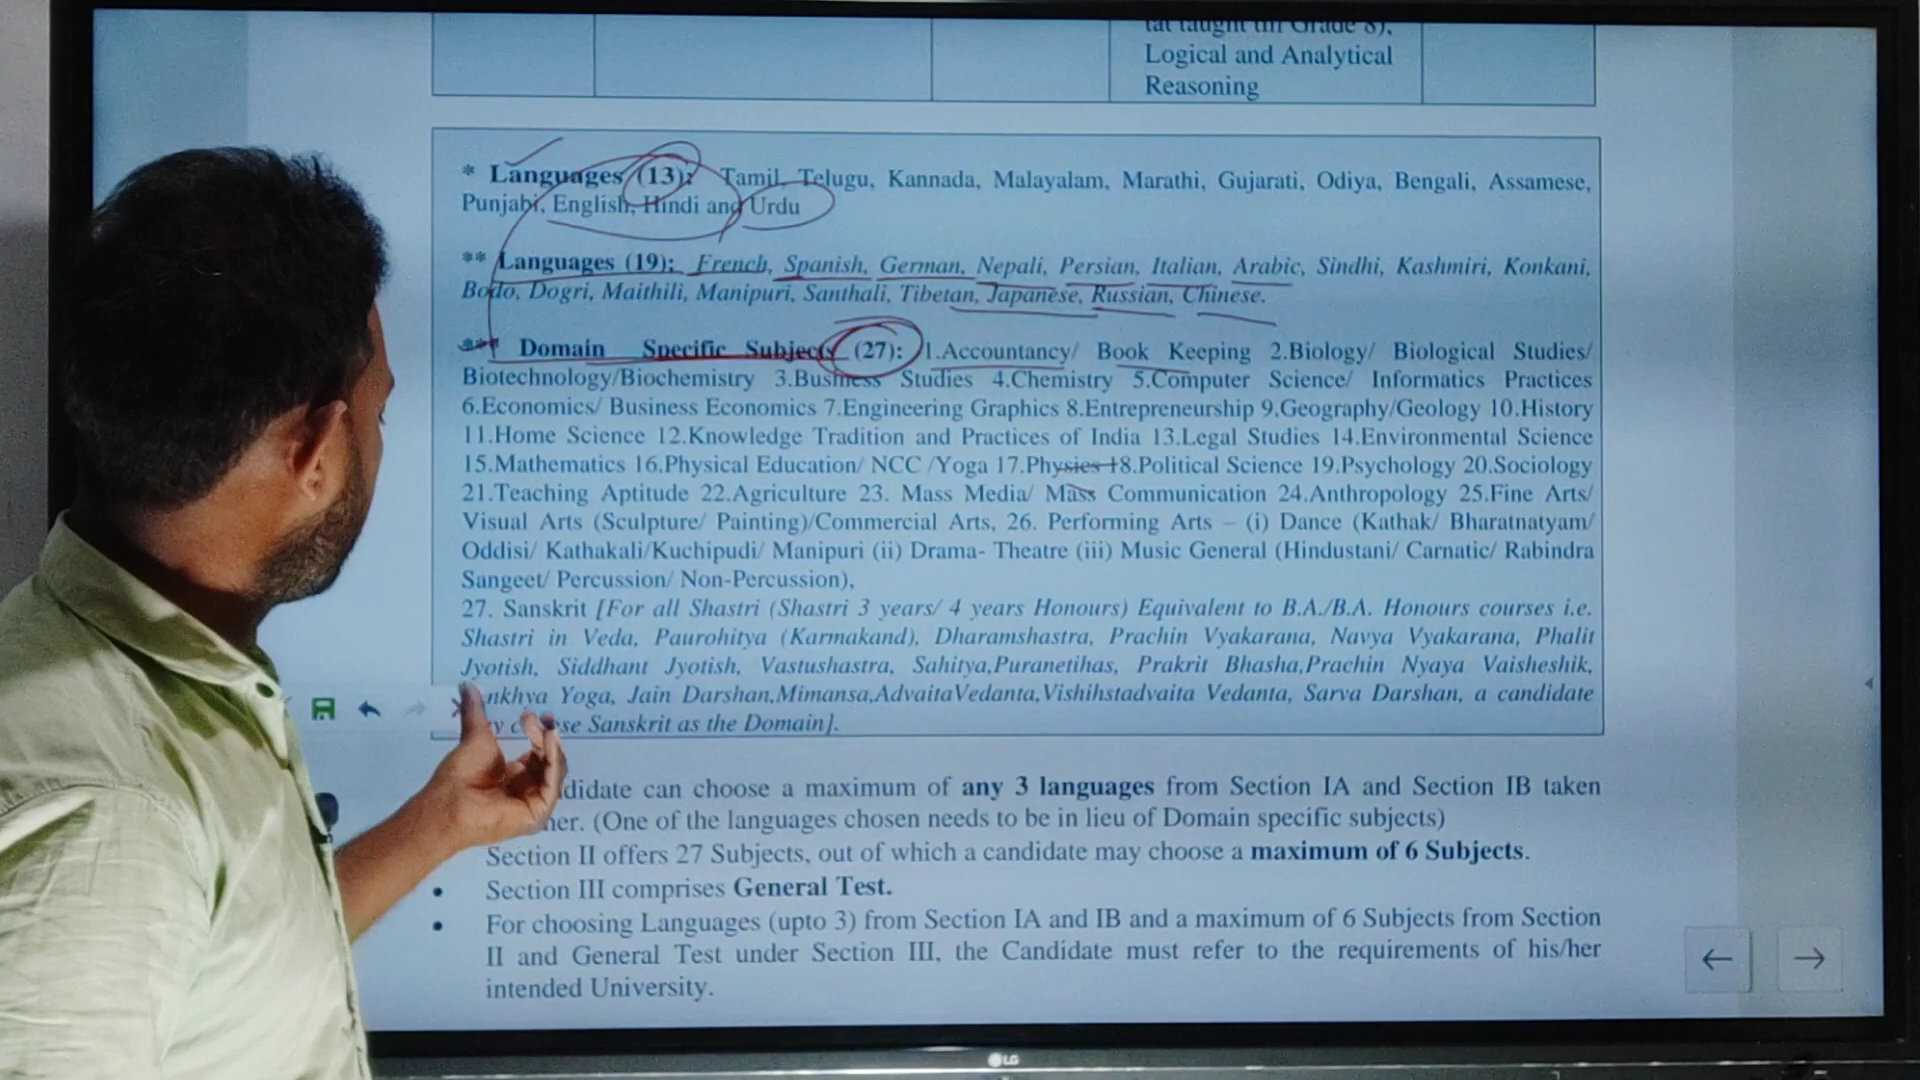 (at taught till Grade 8),
Logical and Analytical
Reasoning
* Languages (13): Tamil, Telugu, Kannada, Malayalam, Marathi, Gujarati, Odiya, Bengali, Assamese,
Punjabi, English, Hindi and Urdu
** Languages (19): French, Spanish, German, Nepali, Persian, Italian, Arabic, Sindhi, Kashmiri, Konkani,
Bodo, Dogri, Maithili, Manipuri, Santhali, Tibetan, Japanese, Russian, Chinese.
*** Domain Specific Subjects (27): 1.Accountancy/ Book Keeping 2.Biology/ Biological Studies/
Biotechnology/Biochemistry 3.Business Studies 4.Chemistry 5.Computer Science/ Informatics Practices
6.Economics/ Business Economics 7.Engineering Graphics 8.Entrepreneurship 9.Geography/Geology 10.History
11.Home Science 12.Knowledge Tradition and Practices of India 13.Legal Studies 14.Environmental Science
15.Mathematics 16.Physical Education/ NCC /Yoga 17.Physics 18.Political Science 19.Psychology 20.Sociology
21.Teaching Aptitude 22.Agriculture 23. Mass Media/ Mass Communication 24.Anthropology 25.Fine Arts/
Visual Arts (Sculpture/ Painting)/Commercial Arts, 26. Performing Arts – (i) Dance (Kathak/ Bharatnatyam/
Oddisi/ Kathakali/Kuchipudi/ Manipuri (ii) Drama- Theatre (iii) Music General (Hindustani/ Carnatic/ Rabindra
Sangeet/ Percussion/ Non-Percussion),
27. Sanskrit [For all Shastri (Shastri 3 years/ 4 years Honours) Equivalent to B.A./B.A. Honours courses i.e.
Shastri in Veda, Paurohitya (Karmakand), Dharamshastra, Prachin Vyakarana, Navya Vyakarana, Phalit
Jyotish, Siddhant Jyotish, Vastushastra, Sahitya,Puranetihas, Prakrit Bhasha,Prachin Nyaya Vaisheshik,
nkhya Yoga, Jain Darshan,Mimansa,AdvaitaVedanta,Vishihstadvaita Vedanta, Sarva Darshan, a candidate
y c se Sanskrit as the Domain].
didate can choose a maximum of any 3 languages from Section IA and Section IB taken
her. (One of the languages chosen needs to be in lieu of Domain specific subjects)
Section II offers 27 Subjects, out of which a candidate may choose a maximum of 6 Subjects.
• Section III comprises General Test.
• For choosing Languages (upto 3) from Section IA and IB and a maximum of 6 Subjects from Section
II and General Test under Section III, the Candidate must refer to the requirements of his/her
intended University.
LG